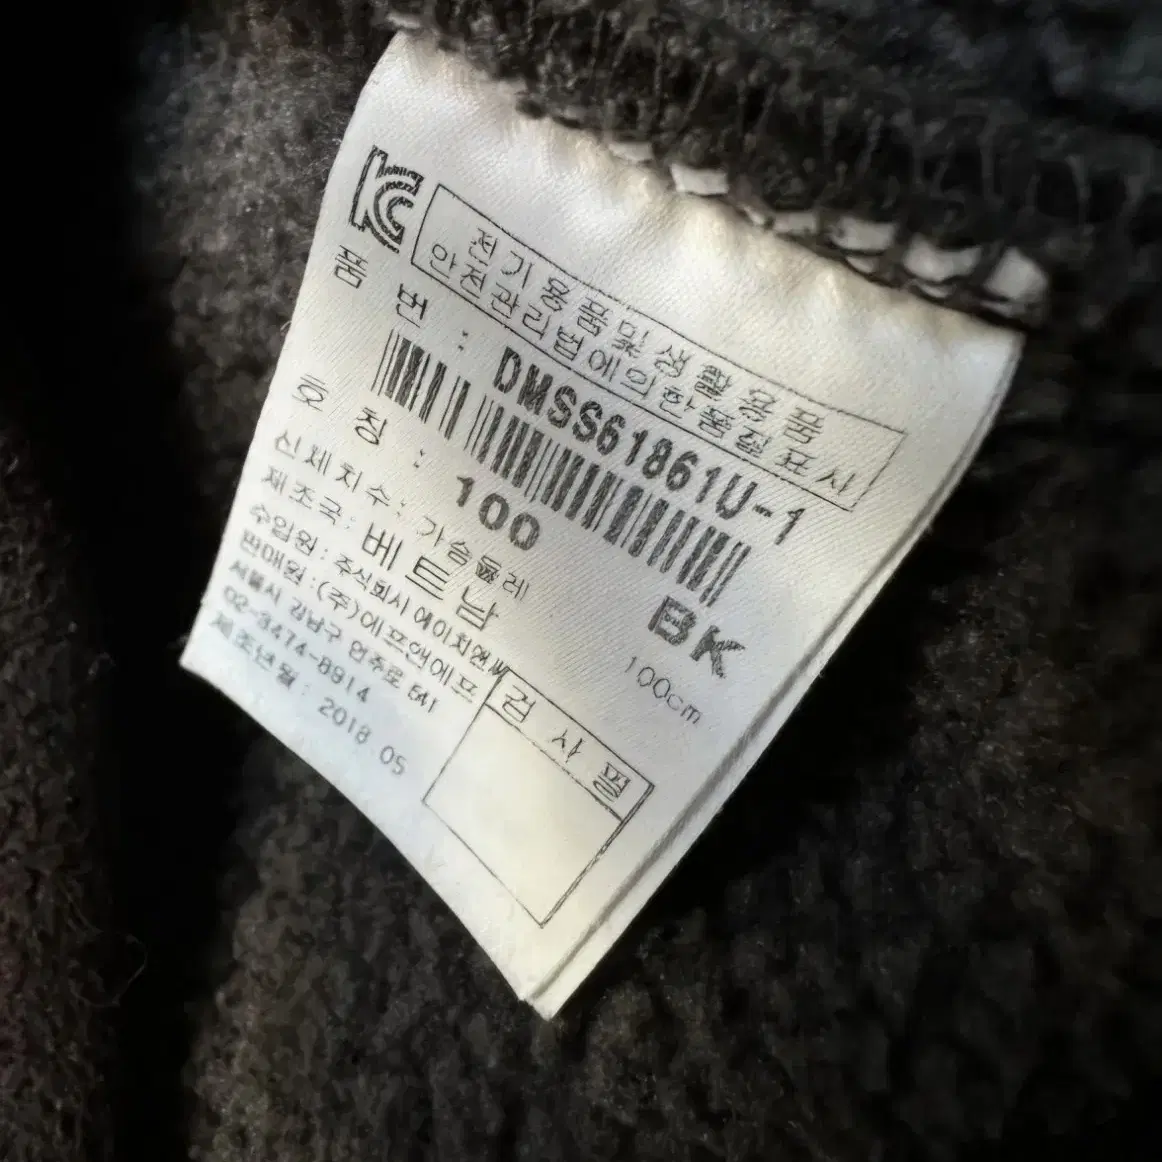 KC
전기용품및생활용품
안전관리법에의한품질표시
품 번 : DMSS61861U-1
호 칭 : 100 BK
신체치수 : 가슴둘레 100cm
제조국 : 베트남
수입원 : 주식회사 에이치앤
판매원 : (주)에프앤에프
서울시 강남구 언주로 541
02-3474-8914
제조년월 : 2018.05
검 사 필